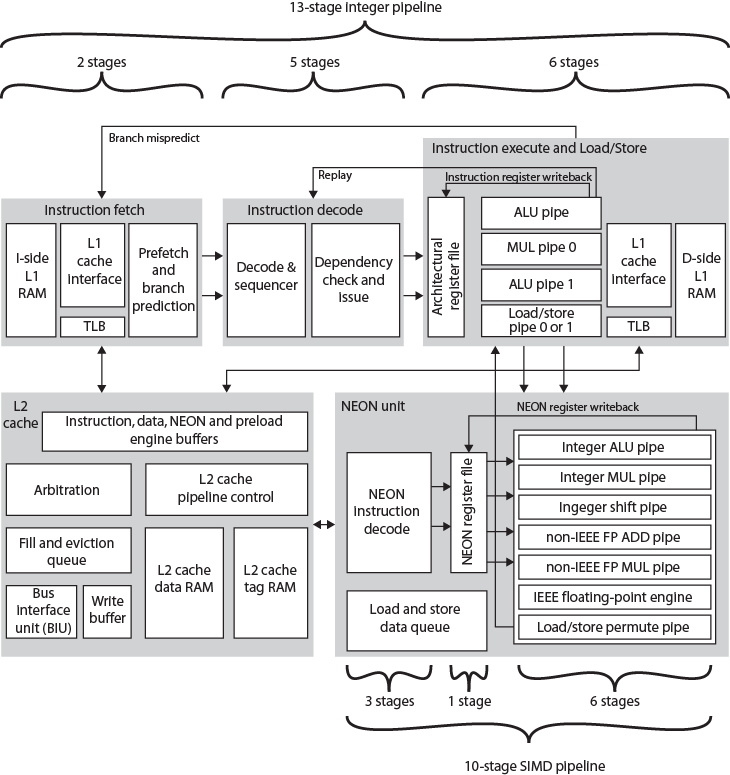 13-stage integer pipeline
2 stages
5 stages
6 stages
Branch mispredict
Instruction execute and Load/Store
Replay
Instruction register writeback
Instruction fetch
I-side
L1
RAM
L1
cache
interface
TLB
Prefetch
and
branch
prediction
Instruction decode
Decode &
sequencer
Dependency
check and
issue
Architectural
register file
ALU pipe
MUL pipe 0
ALU pipe 1
Load/store
pipe 0 or 1
L1
cache
interface
TLB
D-side
L1
RAM
L2
cache
Instruction, data, NEON and preload
engine buffers
Arbitration
L2 cache
pipeline control
Fill and eviction
queue
L2 cache
data RAM
L2 cache
tag RAM
Bus
Interface
unit (BIU)
Write
buffer
NEON unit
NEON register writeback
NEON
Instruction
decode
NEON register file
Integer ALU pipe
Integer MUL pipe
Ingeger shift pipe
non-IEEE FP ADD pipe
non-IEEE FP MUL pipe
IEEE floating-point engine
Load/store permute pipe
Load and store
data queue
3 stages
1 stage
6 stages
10-stage SIMD pipeline